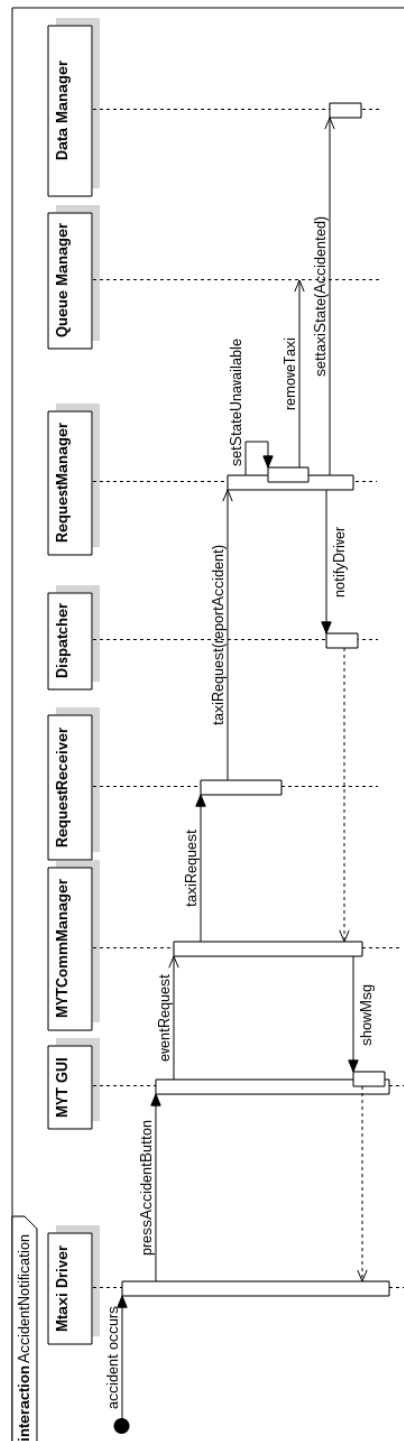 interaction AccidentNotification
Mtaxi Driver
MYT GUI
MYTCommManager
RequestReceiver
Dispatcher
RequestManager
Queue Manager
Data Manager
accident occurs
pressAccidentButton
eventRequest
taxiRequest
taxiRequest(reportAccident)
setStateUnavailable
removeTaxi
settaxiState(Accidented)
notifyDriver
showMsg